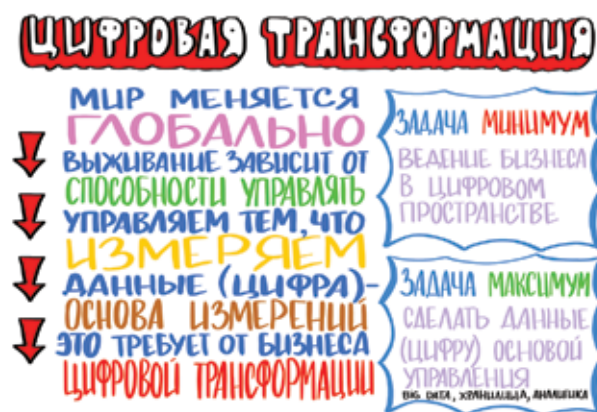 ЦИФРОВАЯ ТРАНСФОРМАЦИЯ
МИР МЕНЯЕТСЯ
ГЛОБАЛЬНО
ВЫЖИВАНИЕ ЗАВИСИТ ОТ
СПОСОБНОСТИ УПРАВЛЯТЬ
УПРАВЛЯЕМ ТЕМ, ЧТО
ИЗМЕРЯЕМ
ДАННЫЕ (ЦИФРА)-
ОСНОВА ИЗМЕРЕНИЙ
ЭТО ТРЕБУЕТ ОТ БИЗНЕСА
ЦИФРОВОЙ ТРАНСФОРМАЦИИ
ЗАДАЧА МИНИМУМ
ВЕДЕНИЕ БИЗНЕСА
В ЦИФРОВОМ
ПРОСТРАНСТВЕ
ЗАДАЧА МАКСИМУМ
СДЕЛАТЬ ДАННЫЕ
(ЦИФРУ) ОСНОВОЙ
УПРАВЛЕНИЯ
BIG DATA, ХРАНИЛИЩА, АНАЛИТИКА